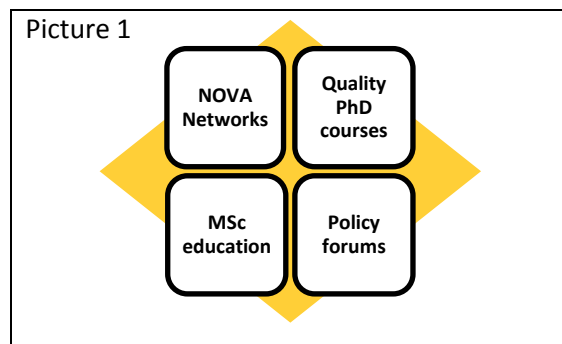 Picture 1
NOVA
Networks
Quality
PhD
courses
MSc
education
Policy
forums